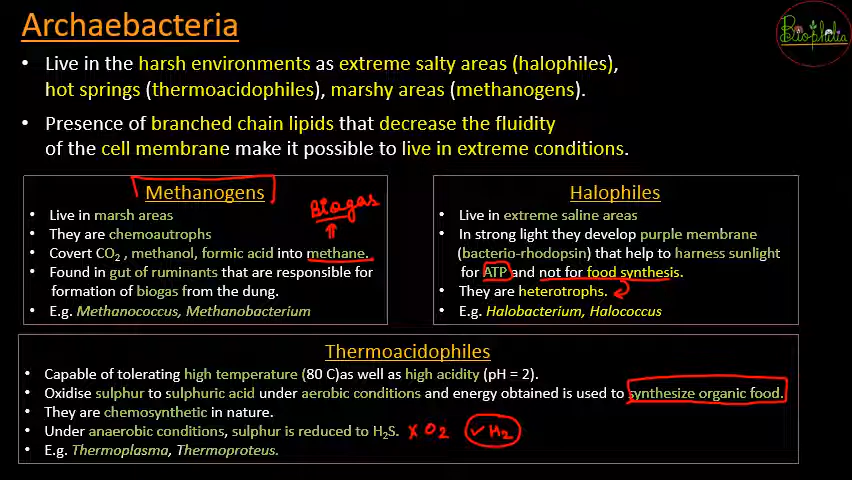 Archaebacteria
Biophilia
• Live in the harsh environments as extreme salty areas (halophiles),
hot springs (thermoacidophiles), marshy areas (methanogens).
• Presence of branched chain lipids that decrease the fluidity
of the cell membrane make it possible to live in extreme conditions.
Methanogens
Biogas
• Live in marsh areas
• They are chemoautrophs
• Covert CO₂ , methanol, formic acid into methane.
• Found in gut of ruminants that are responsible for
formation of biogas from the dung.
• E.g. Methanococcus, Methanobacterium
Halophiles
• Live in extreme saline areas
• In strong light they develop purple membrane
(bacterio-rhodopsin) that help to harness sunlight
for ATP and not for food synthesis.
• They are heterotrophs.
• E.g. Halobacterium, Halococcus
Thermoacidophiles
• Capable of tolerating high temperature (80 C)as well as high acidity (pH = 2).
• Oxidise sulphur to sulphuric acid under aerobic conditions and energy obtained is used to synthesize organic food.
• They are chemosynthetic in nature.
• Under anaerobic conditions, sulphur is reduced to H₂S. × O₂ ✓H₂
• E.g. Thermoplasma, Thermoproteus.